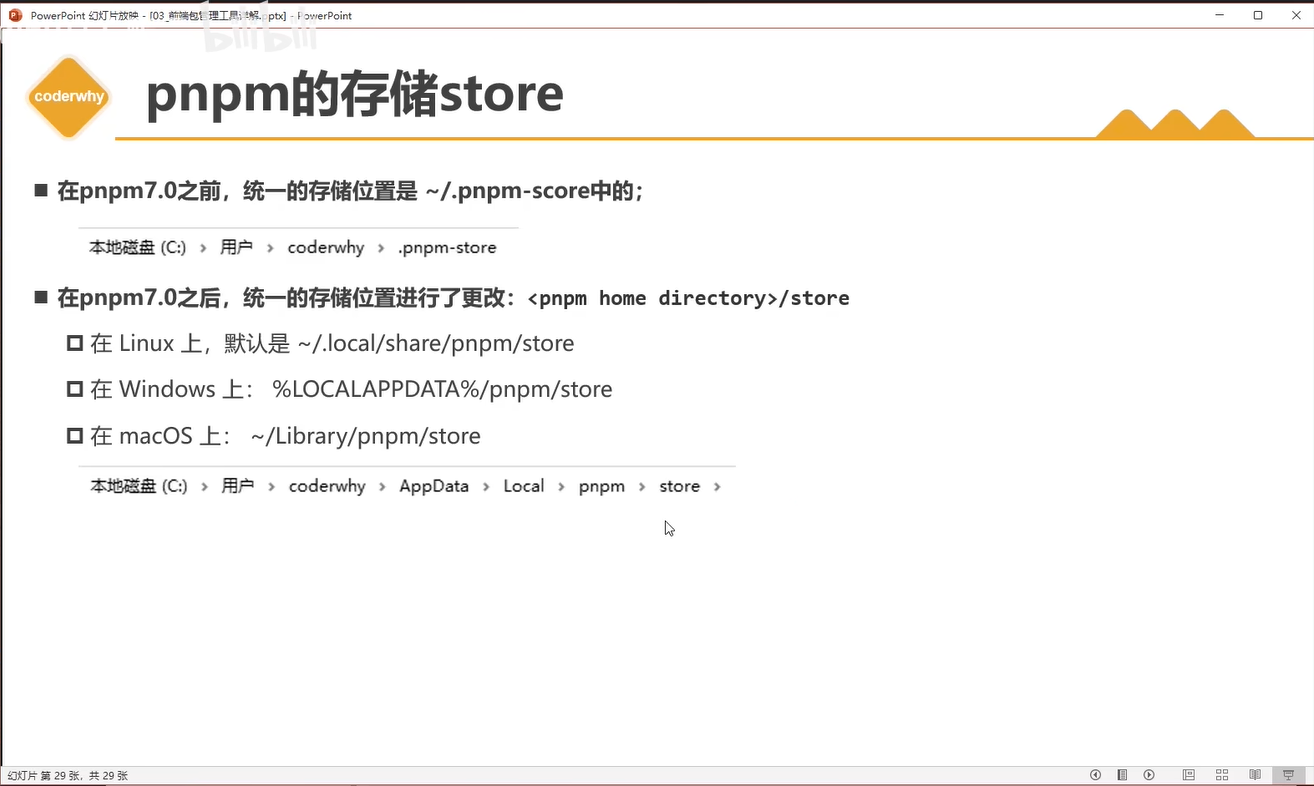 PowerPoint 幻灯片放映 - [03_前端包管理工具详解.pptx] - PowerPoint
bilibili
coderwhy
pnpm的存储store
■ 在pnpm7.0之前，统一的存储位置是 ~/.pnpm-score中的；
本地磁盘 (C:) › 用户 › coderwhy › .pnpm-store
■ 在pnpm7.0之后，统一的存储位置进行了更改：<pnpm home directory>/store
在 Linux 上，默认是 ~/.local/share/pnpm/store
在 Windows 上： %LOCALAPPDATA%/pnpm/store
在 macOS 上： ~/Library/pnpm/store
本地磁盘 (C:) › 用户 › coderwhy › AppData › Local › pnpm › store ›
幻灯片 第 29 张，共 29 张